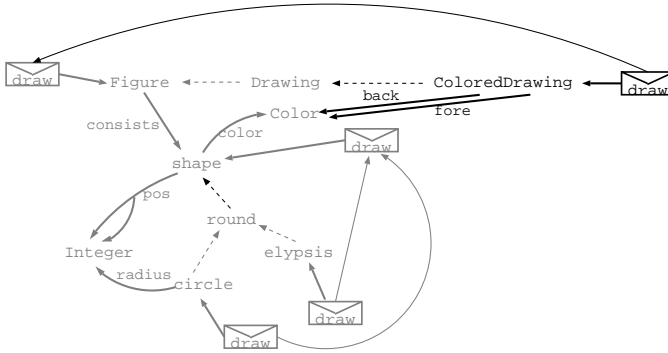 draw
Figure
Drawing
ColoredDrawing
draw
back
fore
Color
consists
color
draw
shape
pos
round
Integer
elypsis
radius
circle
draw
draw